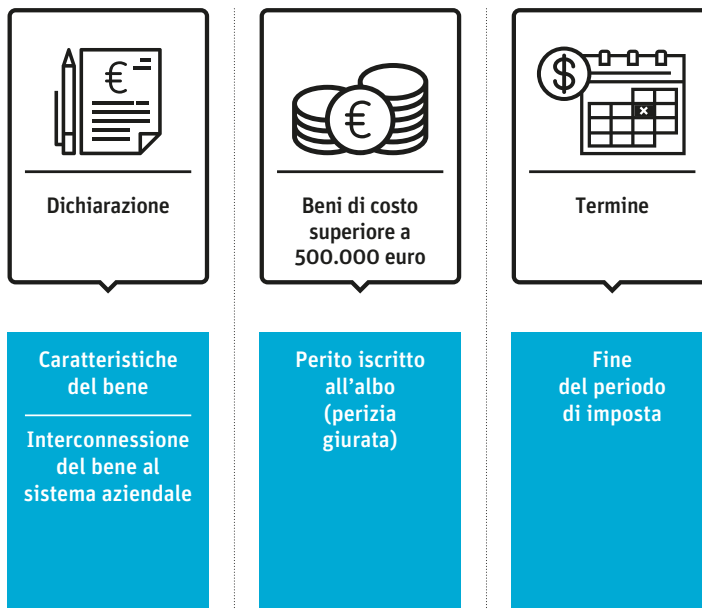 Dichiarazione
Beni di costo
superiore a
500.000 euro
Termine
Caratteristiche
del bene
Interconnessione
del bene al
sistema aziendale
Perito iscritto
all'albo
(perizia
giurata)
Fine
del periodo
di imposta